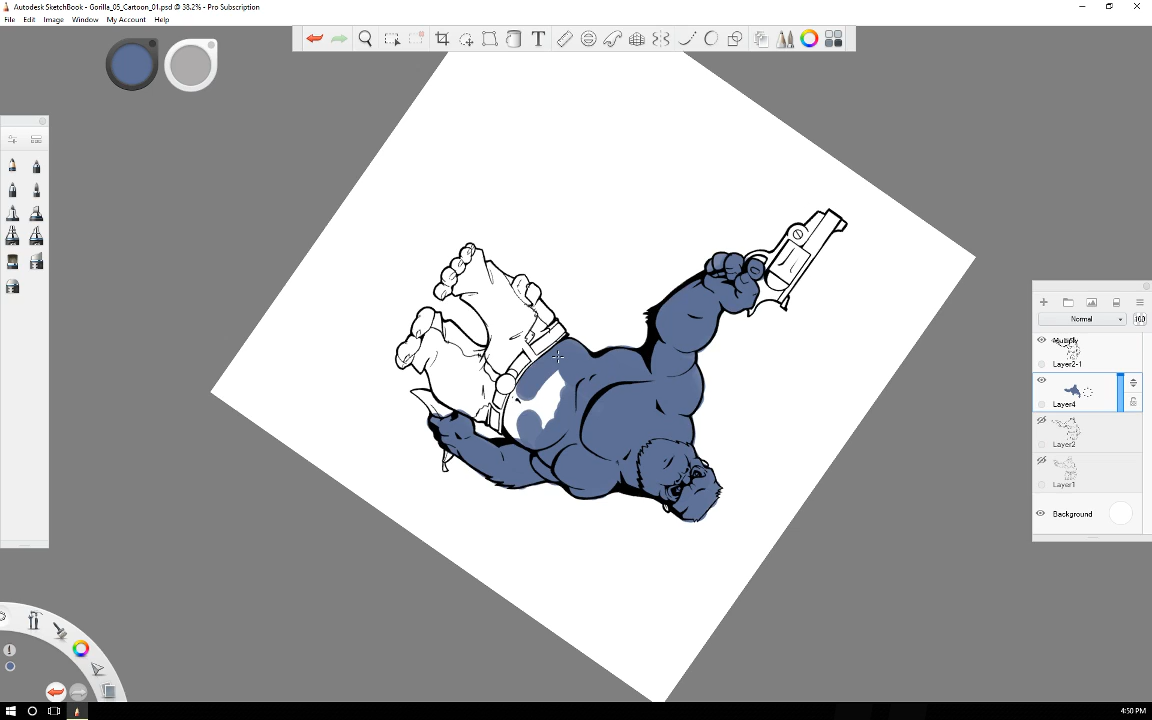 Autodesk SketchBook - Gorilla_05_Cartoon_01.psd @ 38.2% - Pro Subscription
File Edit Image Window My Account Help
T
Normal 100
Multiply
Layer2-1
Layer4
Layer2
Layer1
Background
4:50 PM